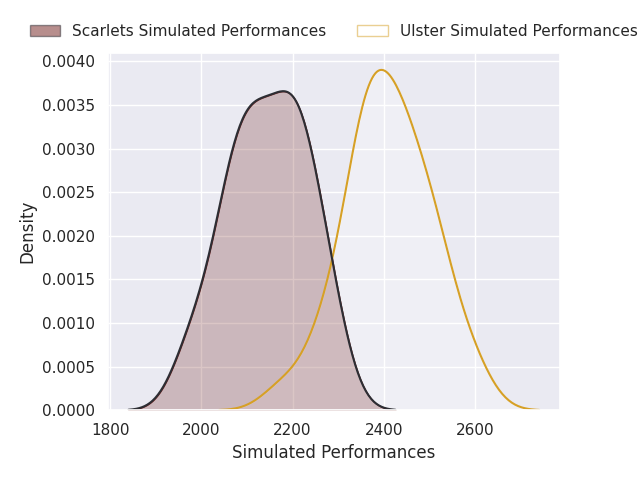 Scarlets Simulated Performances Ulster Simulated Performances
0.0040
0.0035
0.0030
0.0025
0.0020
0.0015
0.0010
0.0005
0.0000
Density
1800 2000 2200 2400 2600
Simulated Performances